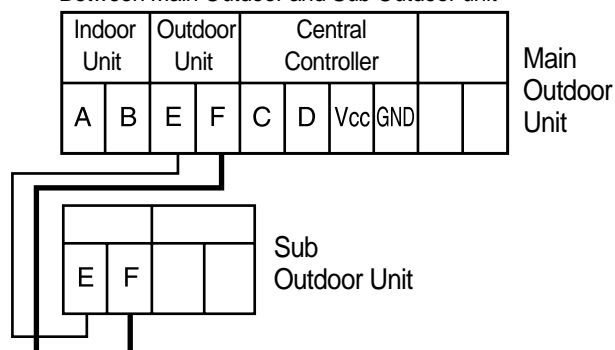 Between Main Outdoor and Sub Outdoor unit
Indoor Unit
Outdoor Unit
Central Controller
A B E F C D Vcc GND
Main
Outdoor
Unit
E F
Sub
Outdoor Unit